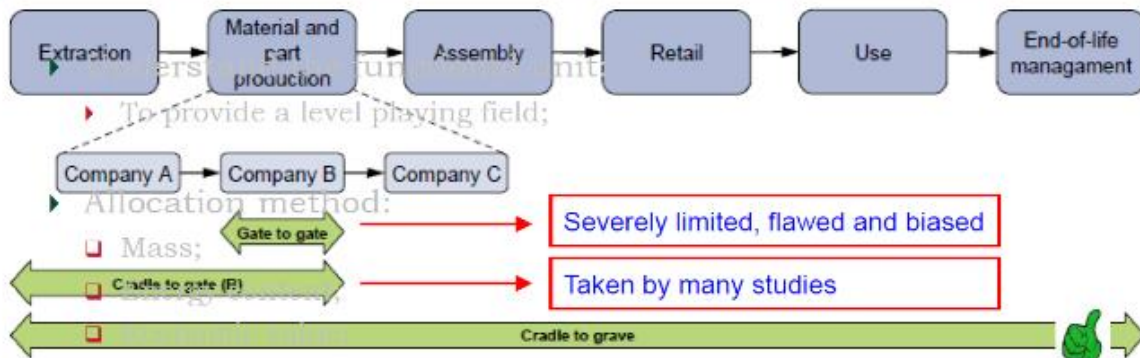 Extraction
Material and part production
Assembly
Retail
Use
End-of-life managament
To provide a level playing field;
Company A
Company B
Company C
Allocation method:
Gate to gate
Severely limited, flawed and biased
Mass;
Cradle to gate (B)
Taken by many studies
Cradle to grave